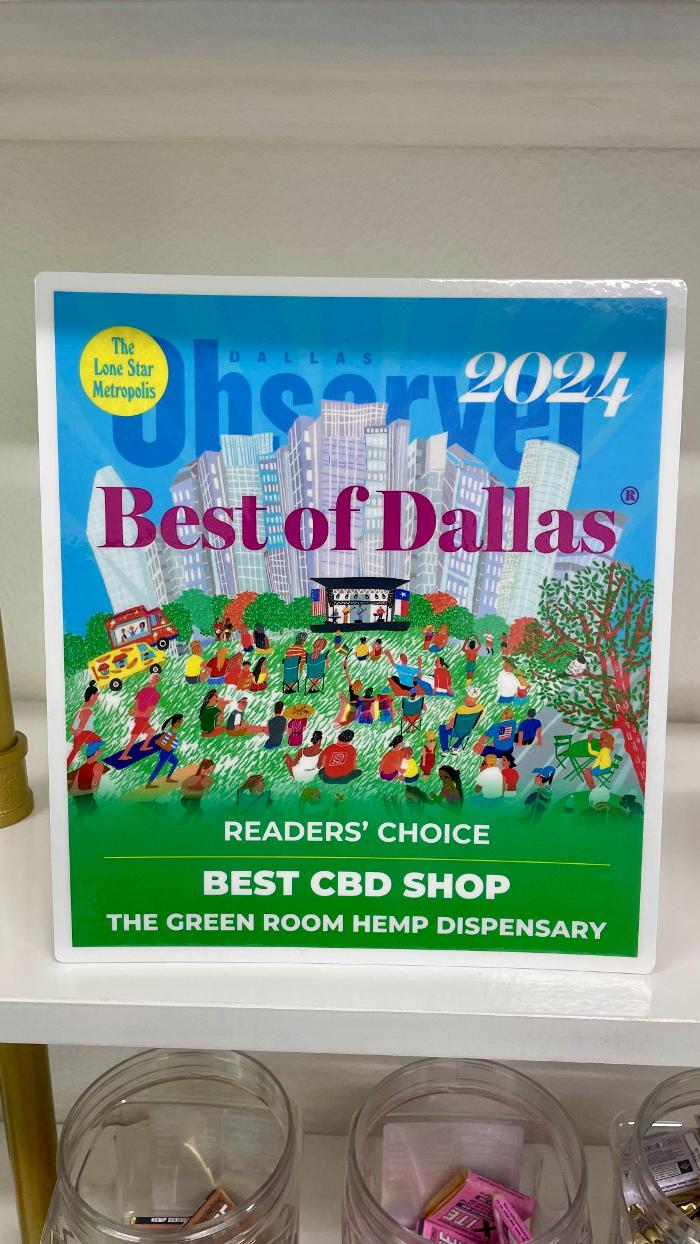 The
Lone Star
Metropolis
DALLAS
Observer
2024
Best of Dallas®
READERS' CHOICE
BEST CBD SHOP
THE GREEN ROOM HEMP DISPENSARY